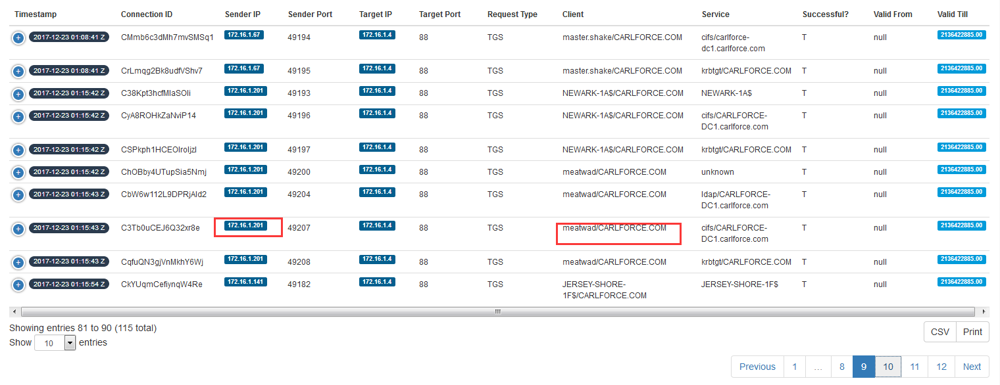 Timestamp Connection ID Sender IP Sender Port Target IP Target Port Request Type Client Service Successful? Valid From Valid Till
2017-12-23 01:08:41 Z CMmb6c3dMh7mvSMSq1 172.16.1.67 49194 172.16.1.4 88 TGS master.shake/CARLFORCE.COM cifs/carlforce- T null 2136422885.00
dc1.carlforce.com
2017-12-23 01:08:41 Z CrLmqg2Bk8udfVShv7 172.16.1.67 49195 172.16.1.4 88 TGS master.shake/CARLFORCE.COM krbtgt/CARLFORCE.COM T null 2136422885.00
2017-12-23 01:15:42 Z C38Kpt3hcfMlaSOIi 172.16.1.201 49193 172.16.1.4 88 TGS NEWARK-1A$/CARLFORCE.COM NEWARK-1A$ T null 2136422885.00
2017-12-23 01:15:42 Z CyA8ROHkZaNviP14 172.16.1.201 49196 172.16.1.4 88 TGS NEWARK-1A$/CARLFORCE.COM cifs/CARLFORCE- T null 2136422885.00
DC1.carlforce.com
2017-12-23 01:15:42 Z CSPkph1HCEOlroIjzl 172.16.1.201 49197 172.16.1.4 88 TGS NEWARK-1A$/CARLFORCE.COM krbtgt/CARLFORCE.COM T null 2136422885.00
2017-12-23 01:15:42 Z ChOBby4UTupSia5Nmj 172.16.1.201 49200 172.16.1.4 88 TGS meatwad/CARLFORCE.COM unknown T null 2136422885.00
2017-12-23 01:15:43 Z CbW6w112L9DPRjAld2 172.16.1.201 49204 172.16.1.4 88 TGS meatwad/CARLFORCE.COM ldap/CARLFORCE- T null 2136422885.00
DC1.carlforce.com
2017-12-23 01:15:43 Z C3Tb0uCEJ6Q32xr8e 172.16.1.201 49207 172.16.1.4 88 TGS meatwad/CARLFORCE.COM cifs/CARLFORCE- T null 2136422885.00
DC1.carlforce.com
2017-12-23 01:15:43 Z CqfuQN3gjVnMkhY6Wj 172.16.1.201 49208 172.16.1.4 88 TGS meatwad/CARLFORCE.COM krbtgt/CARLFORCE.COM T null 2136422885.00
2017-12-23 01:15:54 Z CkYUqmCefiynqW4Re 172.16.1.141 49182 172.16.1.4 88 TGS JERSEY-SHORE- JERSEY-SHORE-1F$ T null 2136422885.00
1F$/CARLFORCE.COM
Showing entries 81 to 90 (115 total)
CSV Print
Show 10 entries
Previous 1 ... 8 9 10 11 12 Next